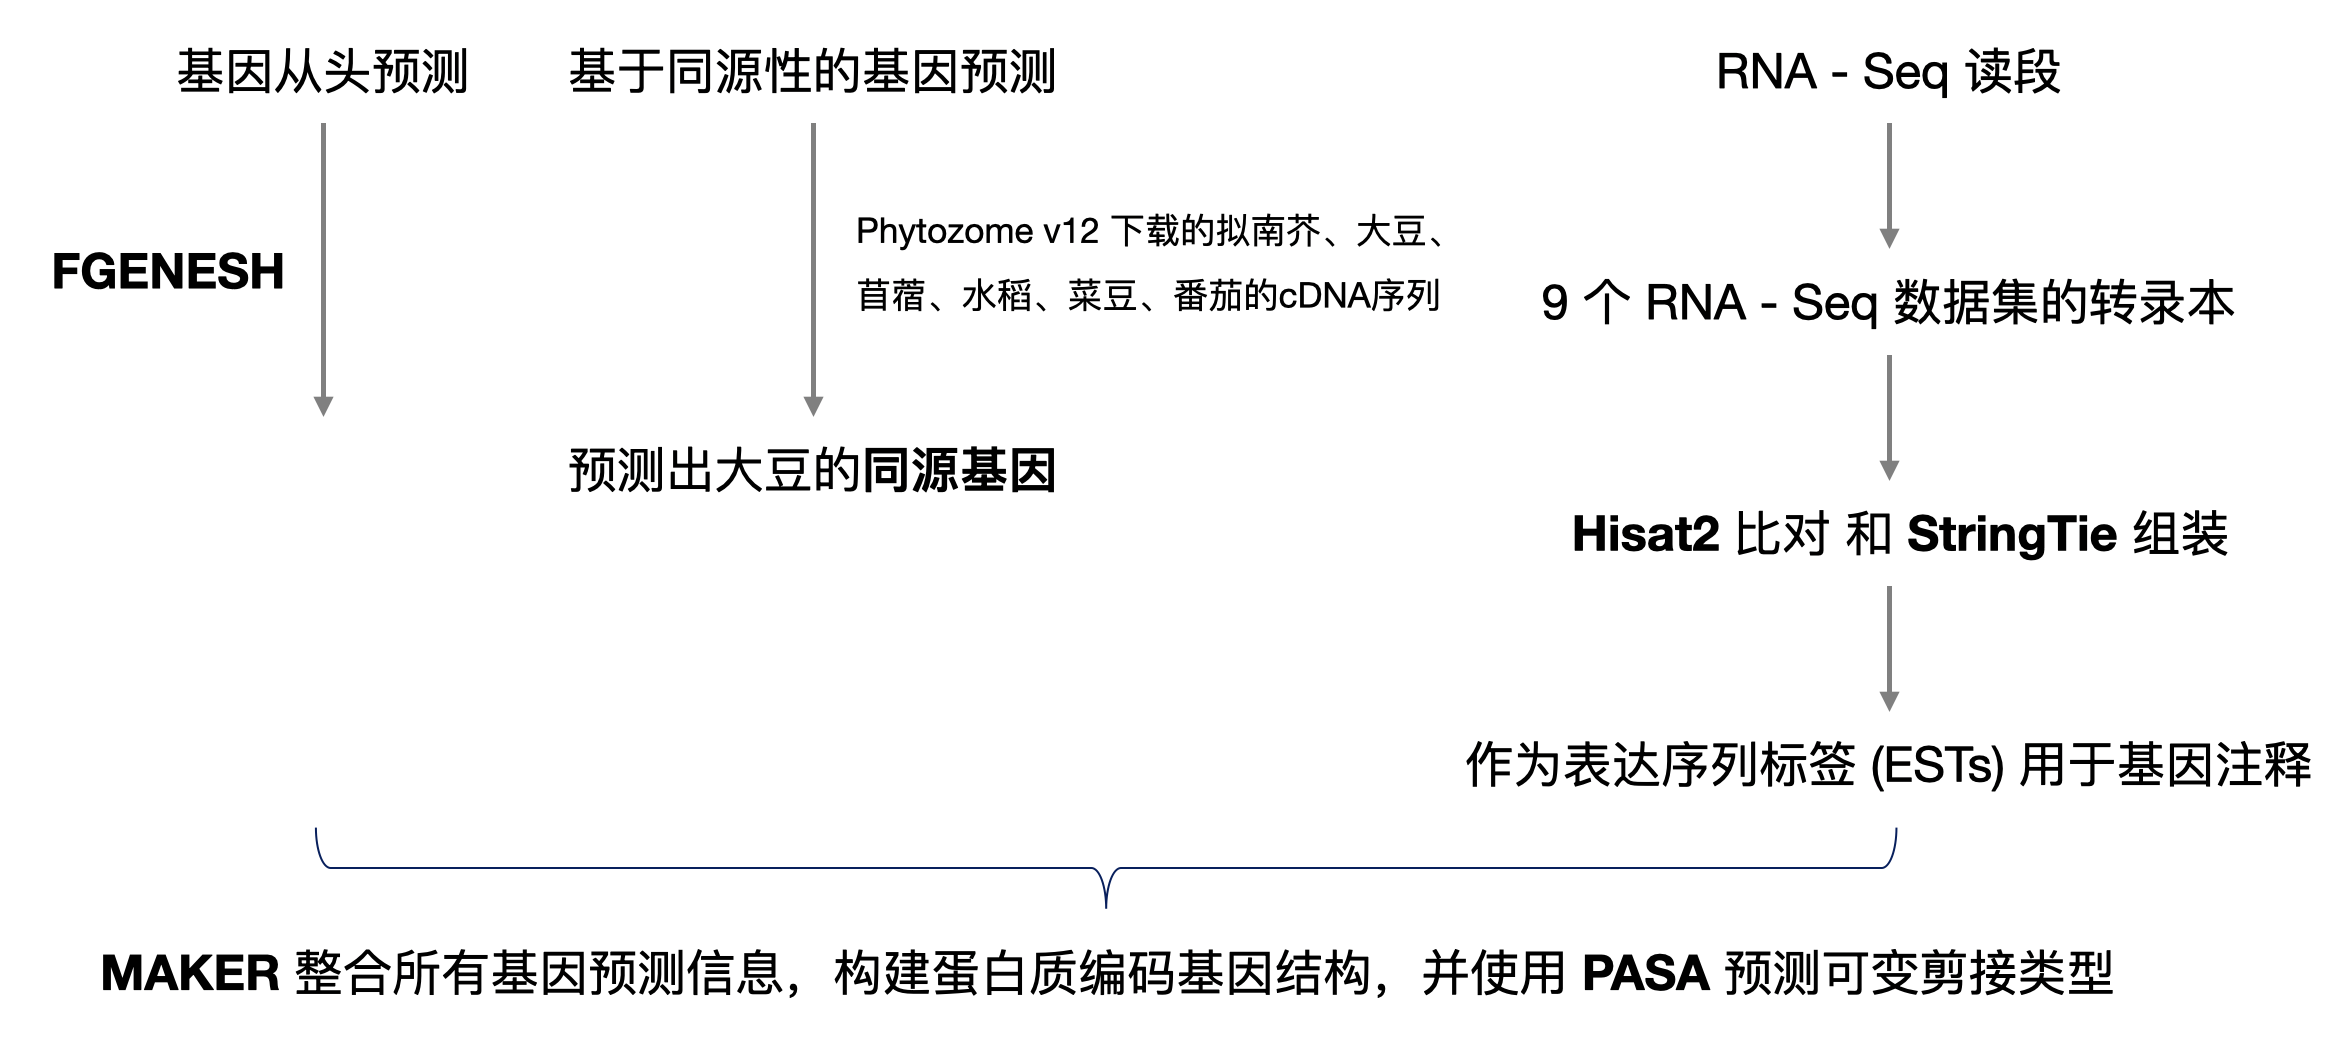 基因从头预测
基于同源性的基因预测
RNA - Seq 读段
FGENESH
Phytozome v12 下载的拟南芥、大豆、
苜蓿、水稻、菜豆、番茄的cDNA序列
9 个 RNA - Seq 数据集的转录本
预测出大豆的同源基因
Hisat2 比对 和 StringTie 组装
作为表达序列标签 (ESTs) 用于基因注释
MAKER 整合所有基因预测信息，构建蛋白质编码基因结构，并使用 PASA 预测可变剪接类型